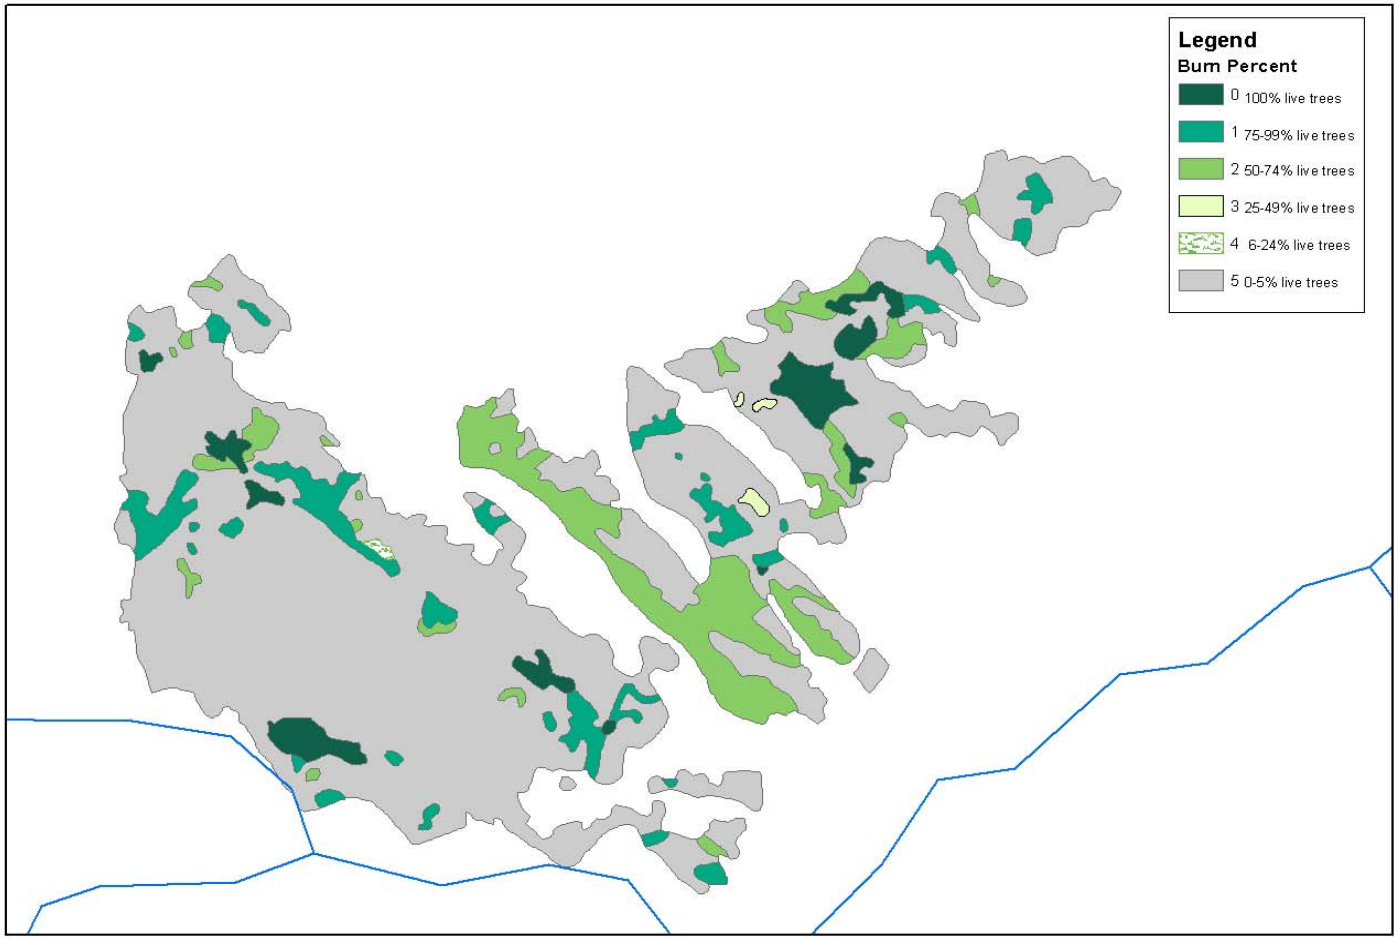 Legend
Burn Percent
0 100% live trees
1 75-99% live trees
2 50-74% live trees
3 25-49% live trees
4 6-24% live trees
5 0-5% live trees